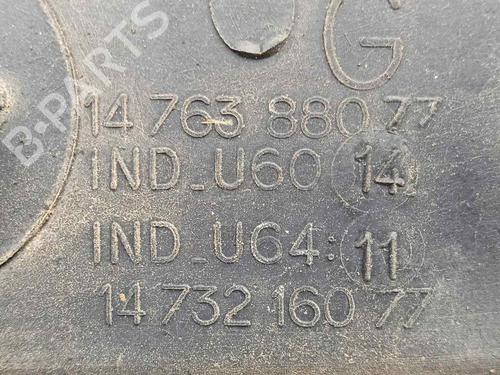 G
B-PARTS
14 763 880 77
IND_U60 14
IND_U64: 11
14 732 160 77